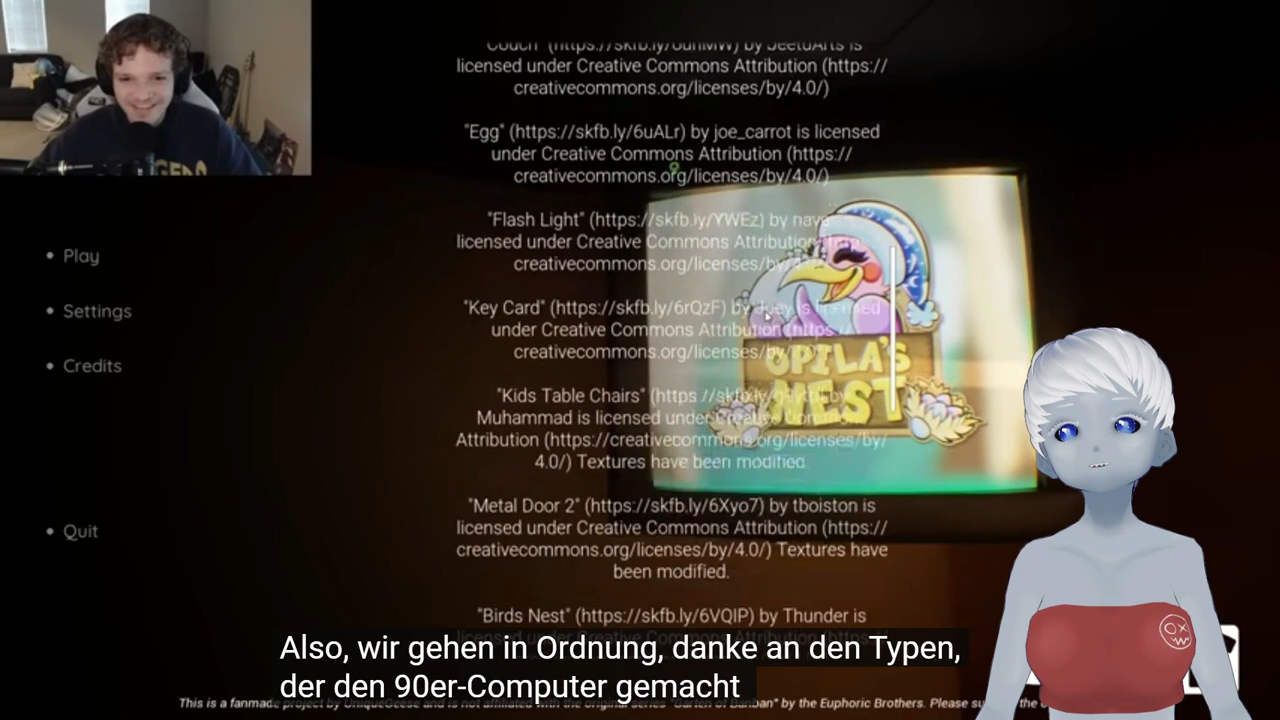 Couch" (https://skfb.ly/6unMW) by JeetuArts is
licensed under Creative Commons Attribution (https://
creativecommons.org/licenses/by/4.0/)
"Egg" (https://skfb.ly/6uALr) by joe_carrot is licensed
under Creative Commons Attribution (https://
creativecommons.org/licenses/by/4.0/)
"Flash Light" (https://skfb.ly/YWEz) by
licensed under Creative Commons Attribution
creativecommons.org/licenses/by/4.0/)
"Key Card" (https://skfb.ly/6rQzF) by Joey is licensed
under Creative Commons Attribution (https:
creativecommons.org/licenses/by/
"Kids Table Chairs" (https
Muhammad is licensed under Creative Commons
Attribution (https://creativecommons.org/licenses/by/
4.0/) Textures have been modified.
"Metal Door 2" (https://skfb.ly/6Xyo7) by tboiston is
licensed under Creative Commons Attribution (https://
creativecommons.org/licenses/by/4.0/) Textures have
been modified.
"Birds Nest" (https://skfb.ly/6VQIP) by Thunder is
Play
Settings
Credits
Quit
OPILA'S
NEST
Also, wir gehen in Ordnung, danke an den Typen,
der den 90er-Computer gemacht
This is a fanmade project by UniqueGeese and is not affiliated with the original series "Garten of Banban" by the Euphoric Brothers. Please